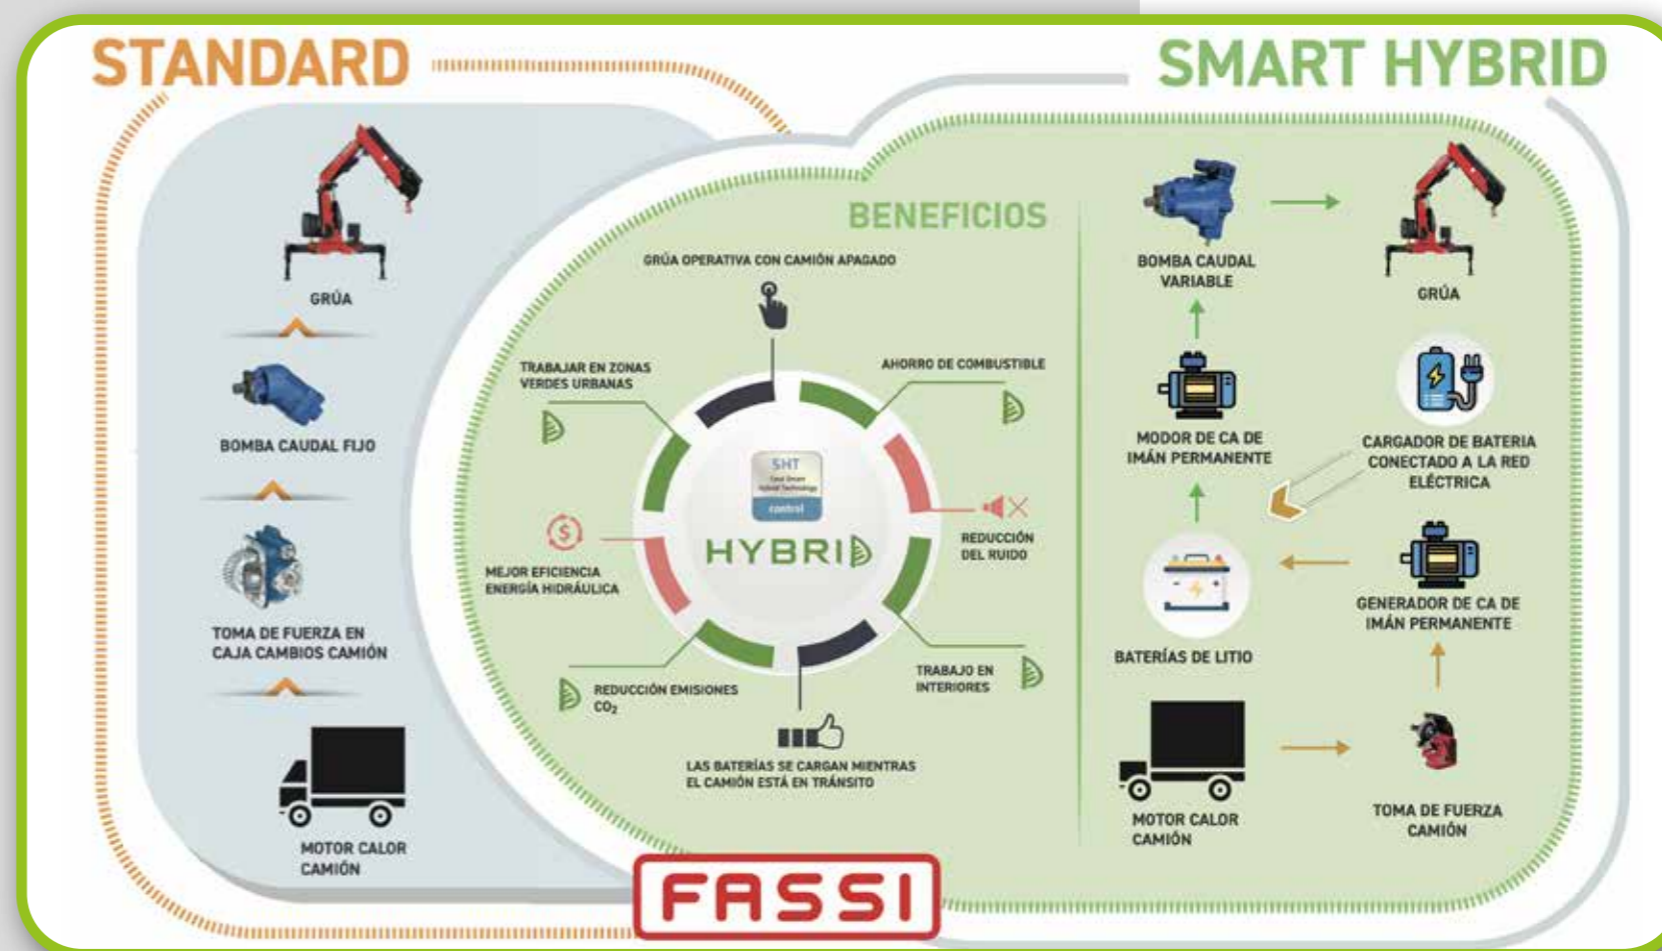 STANDARD
GRÚA
BOMBA CAUDAL FIJO
TOMA DE FUERZA EN
CAJA CAMBIOS CAMIÓN
MOTOR CALOR
CAMIÓN
BENEFICIOS
GRÚA OPERATIVA CON CAMIÓN APAGADO
TRABAJAR EN ZONAS
VERDES URBANAS
AHORRO DE COMBUSTIBLE
SHT
Hybrid Technology
control
HYBRID
MEJOR EFICIENCIA
ENERGÍA HIDRÁULICA
REDUCCIÓN
DEL RUIDO
REDUCCIÓN EMISIONES
CO₂
TRABAJO EN
INTERIORES
LAS BATERÍAS SE CARGAN MIENTRAS
EL CAMIÓN ESTÁ EN TRÁNSITO
SMART HYBRID
BOMBA CAUDAL
VARIABLE
GRÚA
MODOR DE CA DE
IMÁN PERMANENTE
CARGADOR DE BATERIA
CONECTADO A LA RED
ELÉCTRICA
BATERÍAS DE LITIO
GENERADOR DE CA DE
IMÁN PERMANENTE
MOTOR CALOR
CAMIÓN
TOMA DE FUERZA
CAMIÓN
FASSI